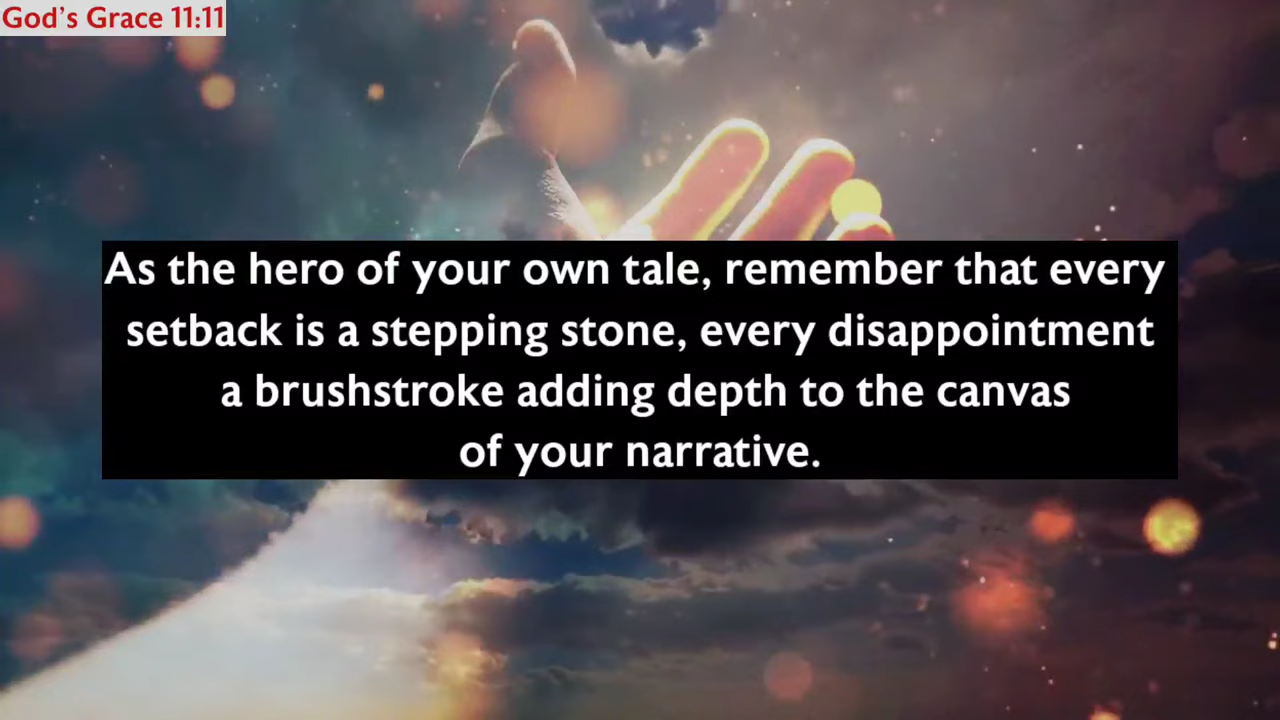 God’s Grace 11:11
As the hero of your own tale, remember that every
setback is a stepping stone, every disappointment
a brushstroke adding depth to the canvas
of your narrative.